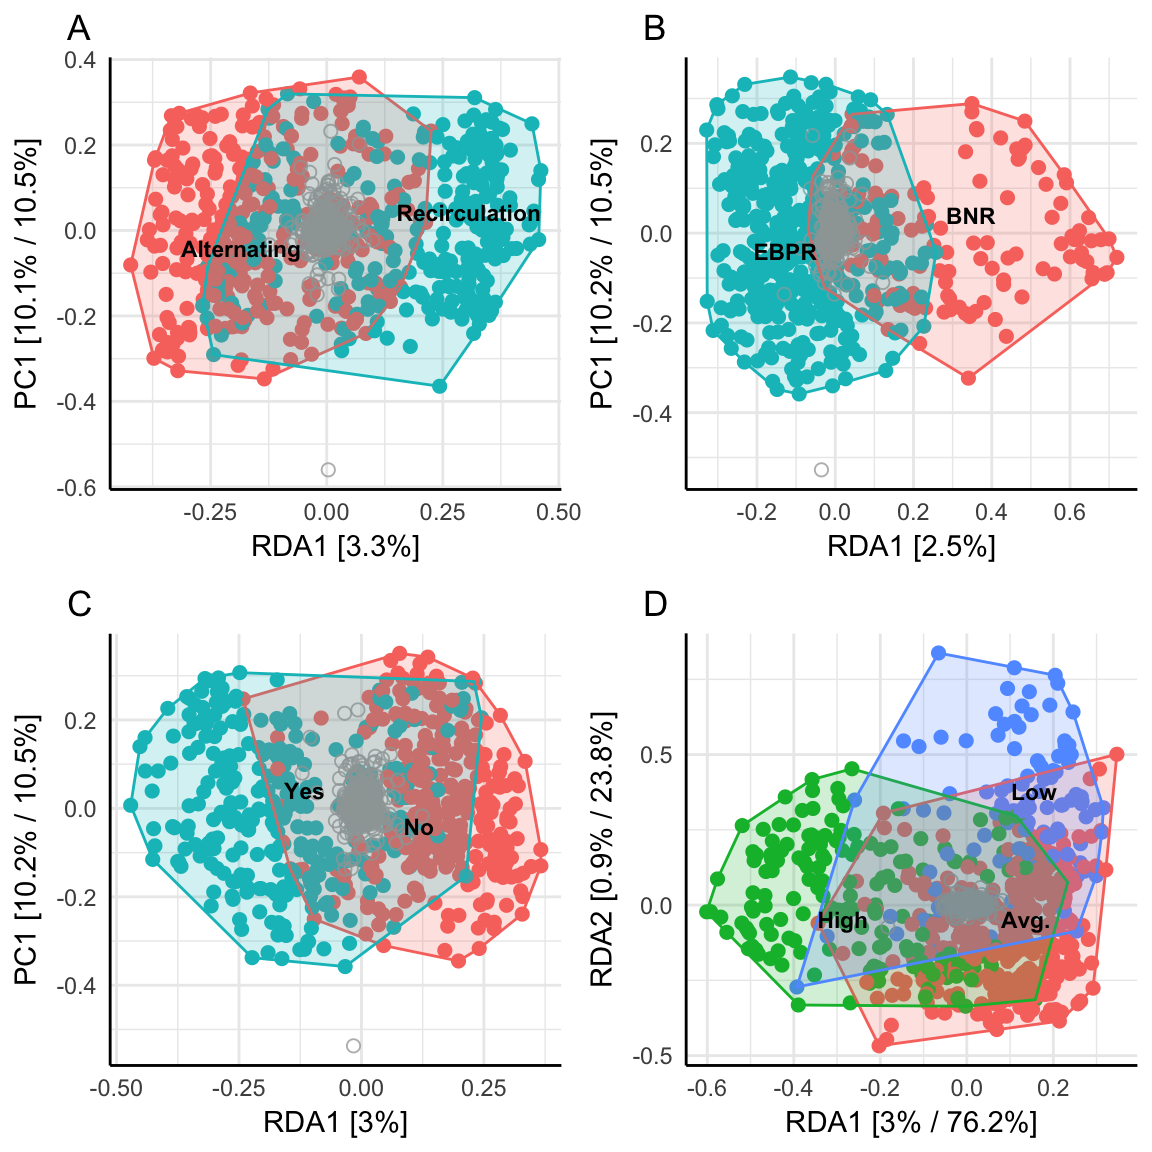 A
0.4
0.2
0.0
-0.2
-0.4
-0.6
PC1 [10.1% / 10.5%]
Alternating
Recirculation
-0.25
0.00
0.25
0.50
RDA1 [3.3%]
B
0.2
0.0
-0.2
-0.4
PC1 [10.2% / 10.5%]
EBPR
BNR
-0.2
0.0
0.2
0.4
0.6
RDA1 [2.5%]
C
0.2
0.0
-0.2
-0.4
PC1 [10.2% / 10.5%]
Yes
No
-0.50
-0.25
0.00
0.25
RDA1 [3%]
D
0.5
0.0
-0.5
RDA2 [0.9% / 23.8%]
Low
High
Avg.
-0.6
-0.4
-0.2
0.0
0.2
RDA1 [3% / 76.2%]